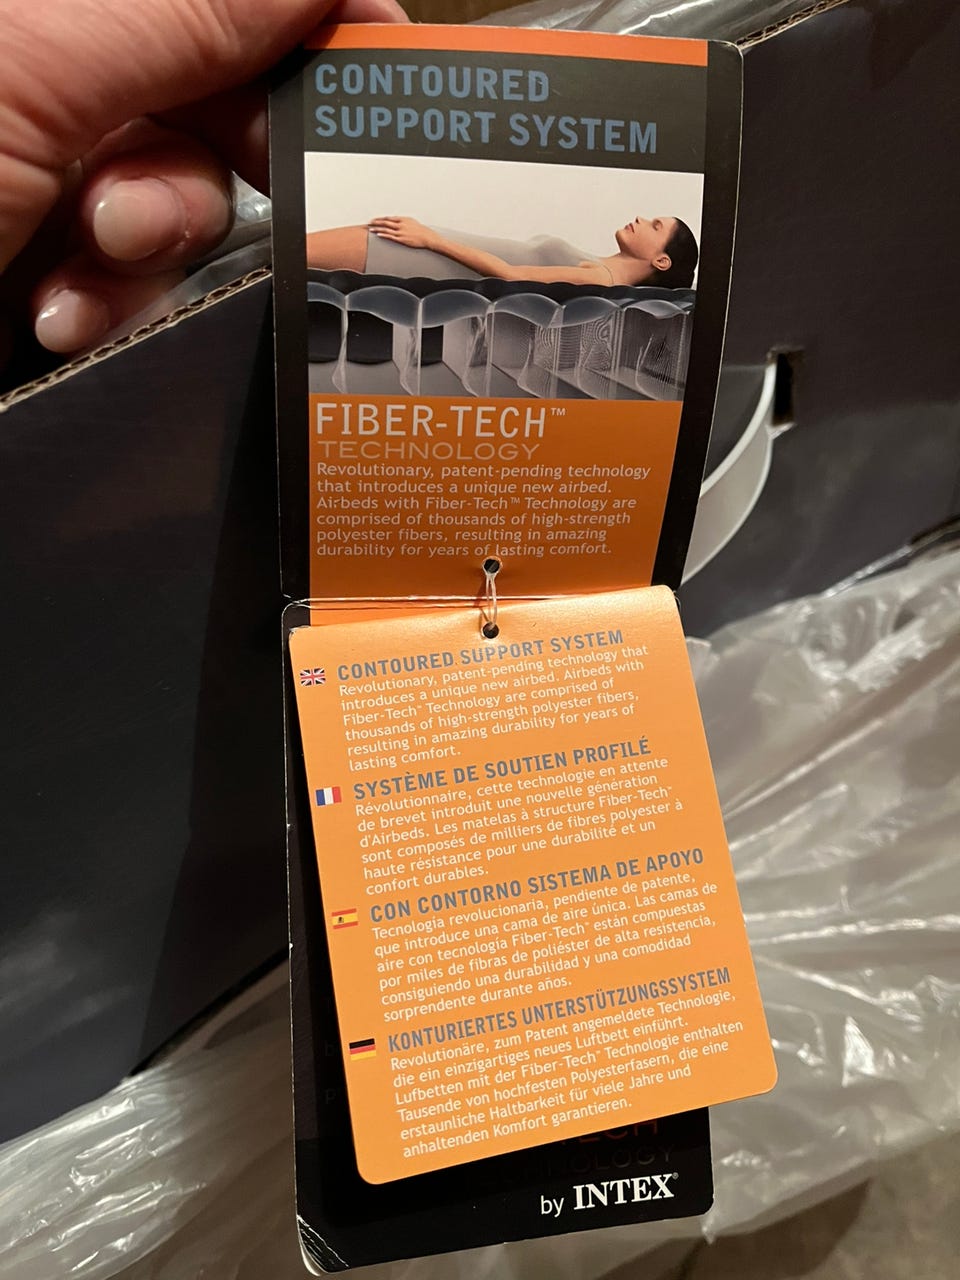 CONTOURED
SUPPORT SYSTEM
FIBER-TECH™
TECHNOLOGY
Revolutionary, patent-pending technology
that introduces a unique new airbed.
Airbeds with Fiber-Tech™ Technology are
comprised of thousands of high-strength
polyester fibers, resulting in amazing
durability for years of lasting comfort.
CONTOURED SUPPORT SYSTEM
Revolutionary, patent-pending technology that
introduces a unique new airbed. Airbeds with
Fiber-Tech™ Technology are comprised of
thousands of high-strength polyester fibers,
resulting in amazing durability for years of
lasting comfort.
SYSTÈME DE SOUTIEN PROFILÉ
Révolutionnaire, cette technologie en attente
de brevet introduit une nouvelle génération
d'Airbeds. Les matelas à structure Fiber-Tech™
sont composés de milliers de fibres polyester à
haute résistance pour une durabilité et un
confort durables.
CON CONTORNO SISTEMA DE APOYO
Tecnología revolucionaria, pendiente de patente,
que introduce una cama de aire única. Las camas de
aire con tecnología Fiber-Tech™ están compuestas
por miles de fibras de poliéster de alta resistencia,
consiguiendo una durabilidad y una comodidad
sorprendente durante años.
KONTURIERTES UNTERSTÜTZUNGSSYSTEM
Revolutionäre, zum Patent angemeldete Technologie,
die ein einzigartiges neues Luftbett einführt.
Luftbetten mit der Fiber-Tech™ Technologie enthalten
Tausende von hochfesten Polyesterfasern, die eine
erstaunliche Haltbarkeit für viele Jahre und
anhaltenden Komfort garantieren.
TECH
TECHNOLOGY
by INTEX®